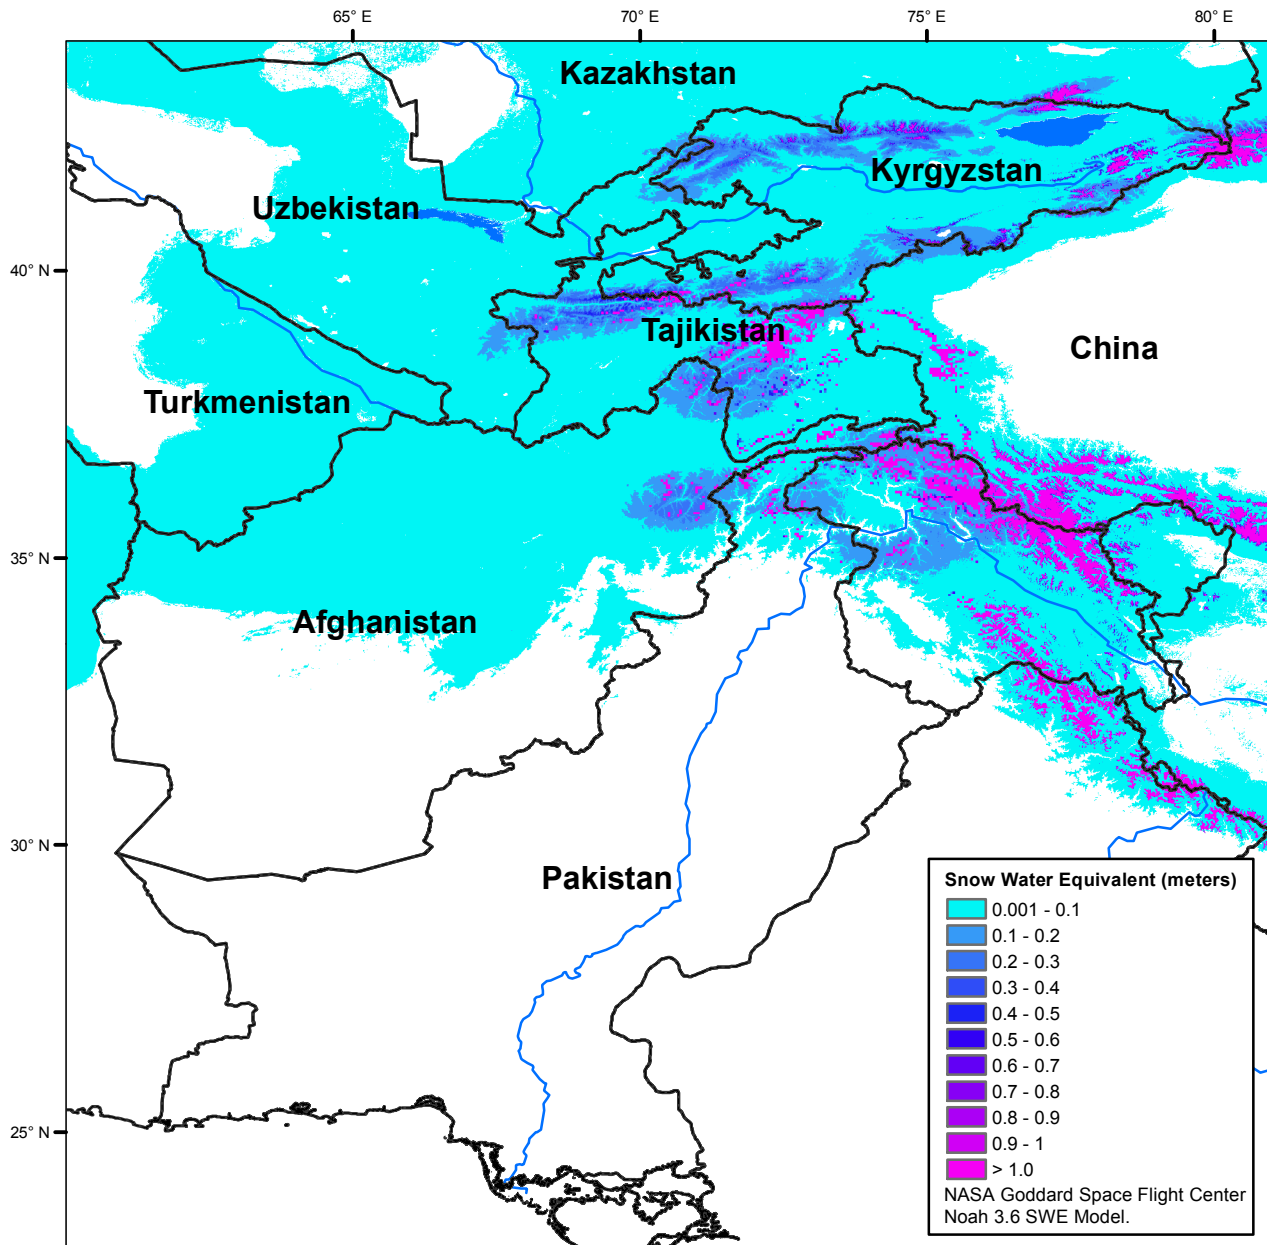 65° E
70° E
75° E
80° E
Kazakhstan
Kyrgyzstan
Uzbekistan
40° N
Tajikistan
China
Turkmenistan
35° N
Afghanistan
30° N
Pakistan
25° N
Snow Water Equivalent (meters)
0.001 - 0.1
0.1 - 0.2
0.2 - 0.3
0.3 - 0.4
0.4 - 0.5
0.5 - 0.6
0.6 - 0.7
0.7 - 0.8
0.8 - 0.9
0.9 - 1
> 1.0
NASA Goddard Space Flight Center
Noah 3.6 SWE Model.